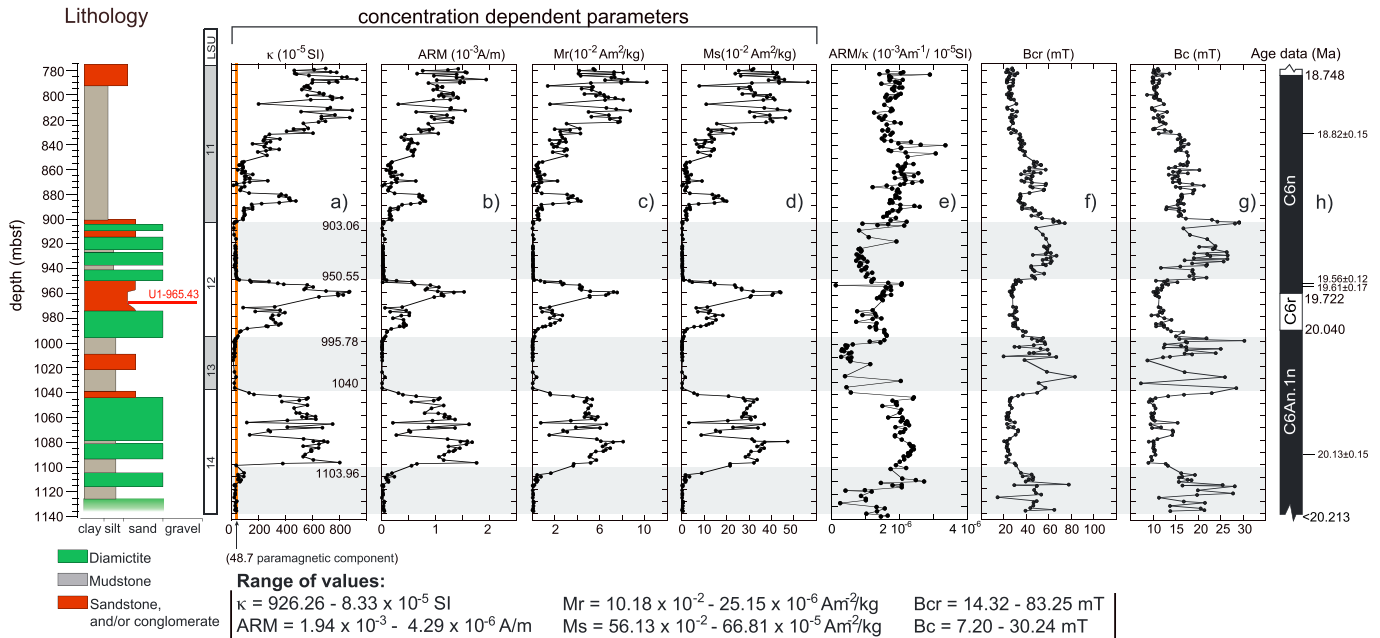 Lithology
concentration dependent parameters
LSU
κ (10-5 SI)
ARM (10-3A/m)
Mr(10-2 Am2/kg)
Ms(10-2 Am2/kg)
ARM/κ (10-3Am-1/ 10-5SI)
Bcr (mT)
Bc (mT)
Age data (Ma)
depth (mbsf)
780
800
820
840
860
880
900
920
940
960
980
1000
1020
1040
1060
1080
1100
1120
1140
U1-965.43
11
12
13
14
a)
b)
c)
d)
e)
f)
g)
h)
903.06
950.55
995.78
1040
1103.96
18.748
18.82±0.15
C6n
19.56±0.12
19.61±0.17
19.722
C6r
20.040
C6An.1n
20.13±0.15
<20.213
clay silt sand gravel
0 200 400 600 800
0 1 2
0 6 12
0 10 20 30 40 50
0 2 10-6 4 10-6
0 20 40 60 80 100
10 15 20 25 30
(48.7 paramagnetic component)
Diamictite
Mudstone
Sandstone,
and/or conglomerate
Range of values:
κ = 926.26 - 8.33 x 10-5 SI
Mr = 10.18 x 10-2 - 25.15 x 10-6 Am-2/kg
Bcr = 14.32 - 83.25 mT
ARM = 1.94 x 10-3 - 4.29 x 10-6 A/m
Ms = 56.13 x 10-2 - 66.81 x 10-5 Am-2/kg
Bc = 7.20 - 30.24 mT